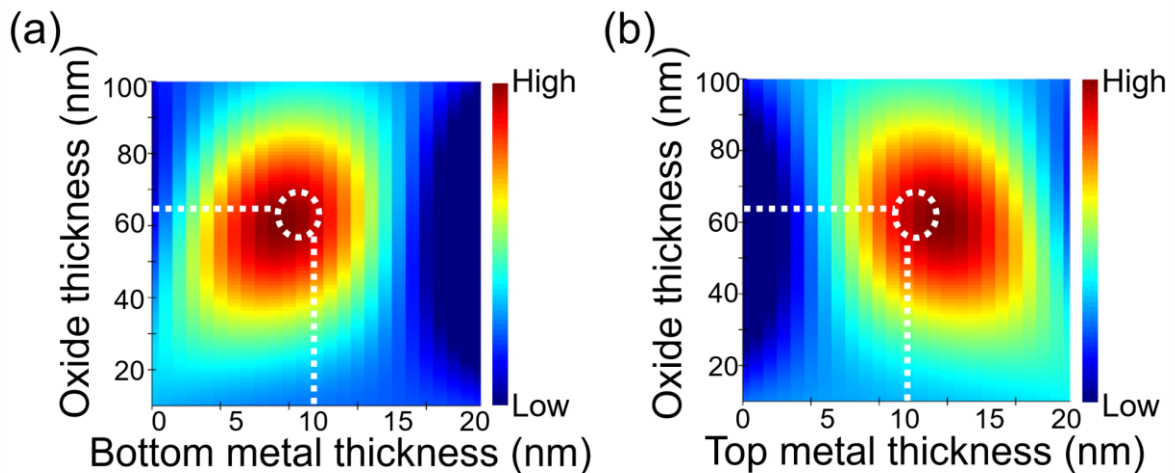 (a)
Oxide thickness (nm)
100
80
60
40
20
0 5 10 15 20
Bottom metal thickness (nm)
High
Low
(b)
Oxide thickness (nm)
100
80
60
40
20
0 5 10 15 20
Top metal thickness (nm)
High
Low